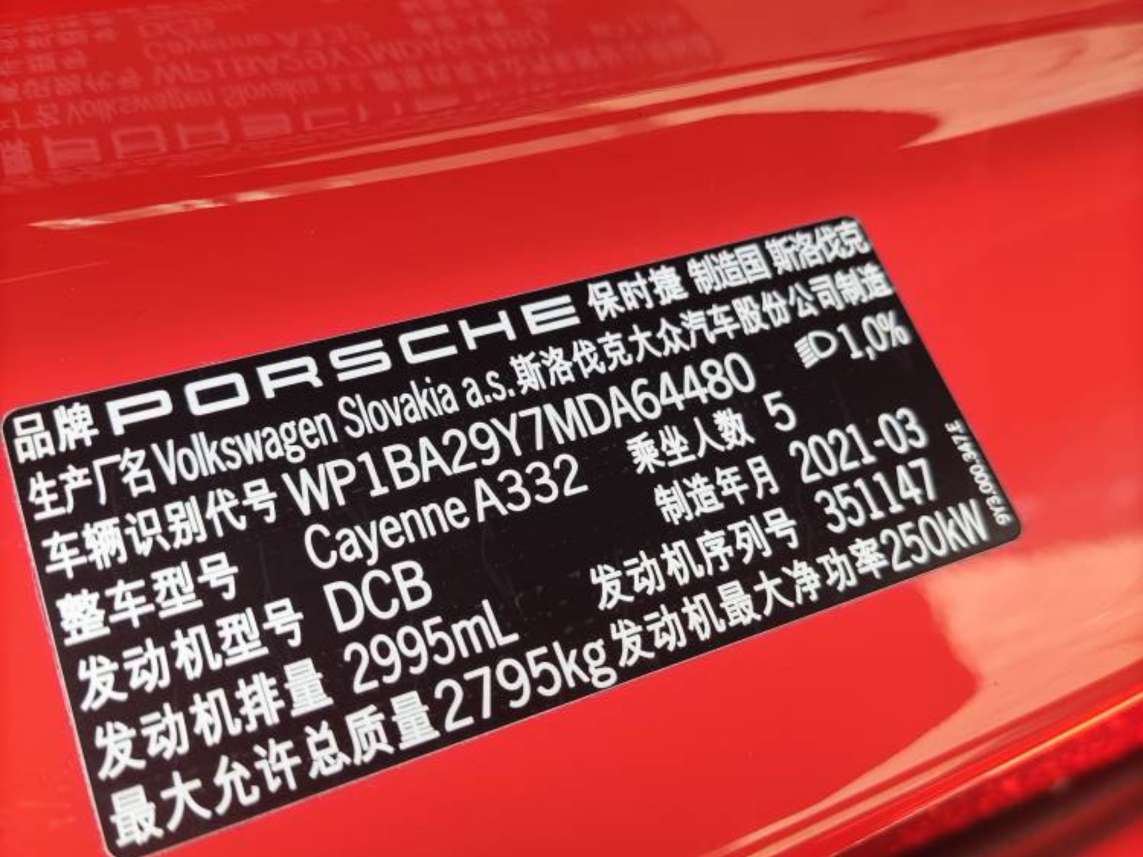 品牌 PORSCHE 保时捷 制造国 斯洛伐克
生产厂名 Volkswagen Slovakia a.s. 斯洛伐克大众汽车股份公司制造
车辆识别代号 WP1BA29Y7MDA64480 1,0%
整车型号 Cayenne A332 乘坐人数 5
发动机型号 DCB 制造年月 2021-03
发动机排量 2995mL 发动机序列号 351147
最大允许总质量 2795kg 发动机最大净功率 250kW
9Y3.000.347.E